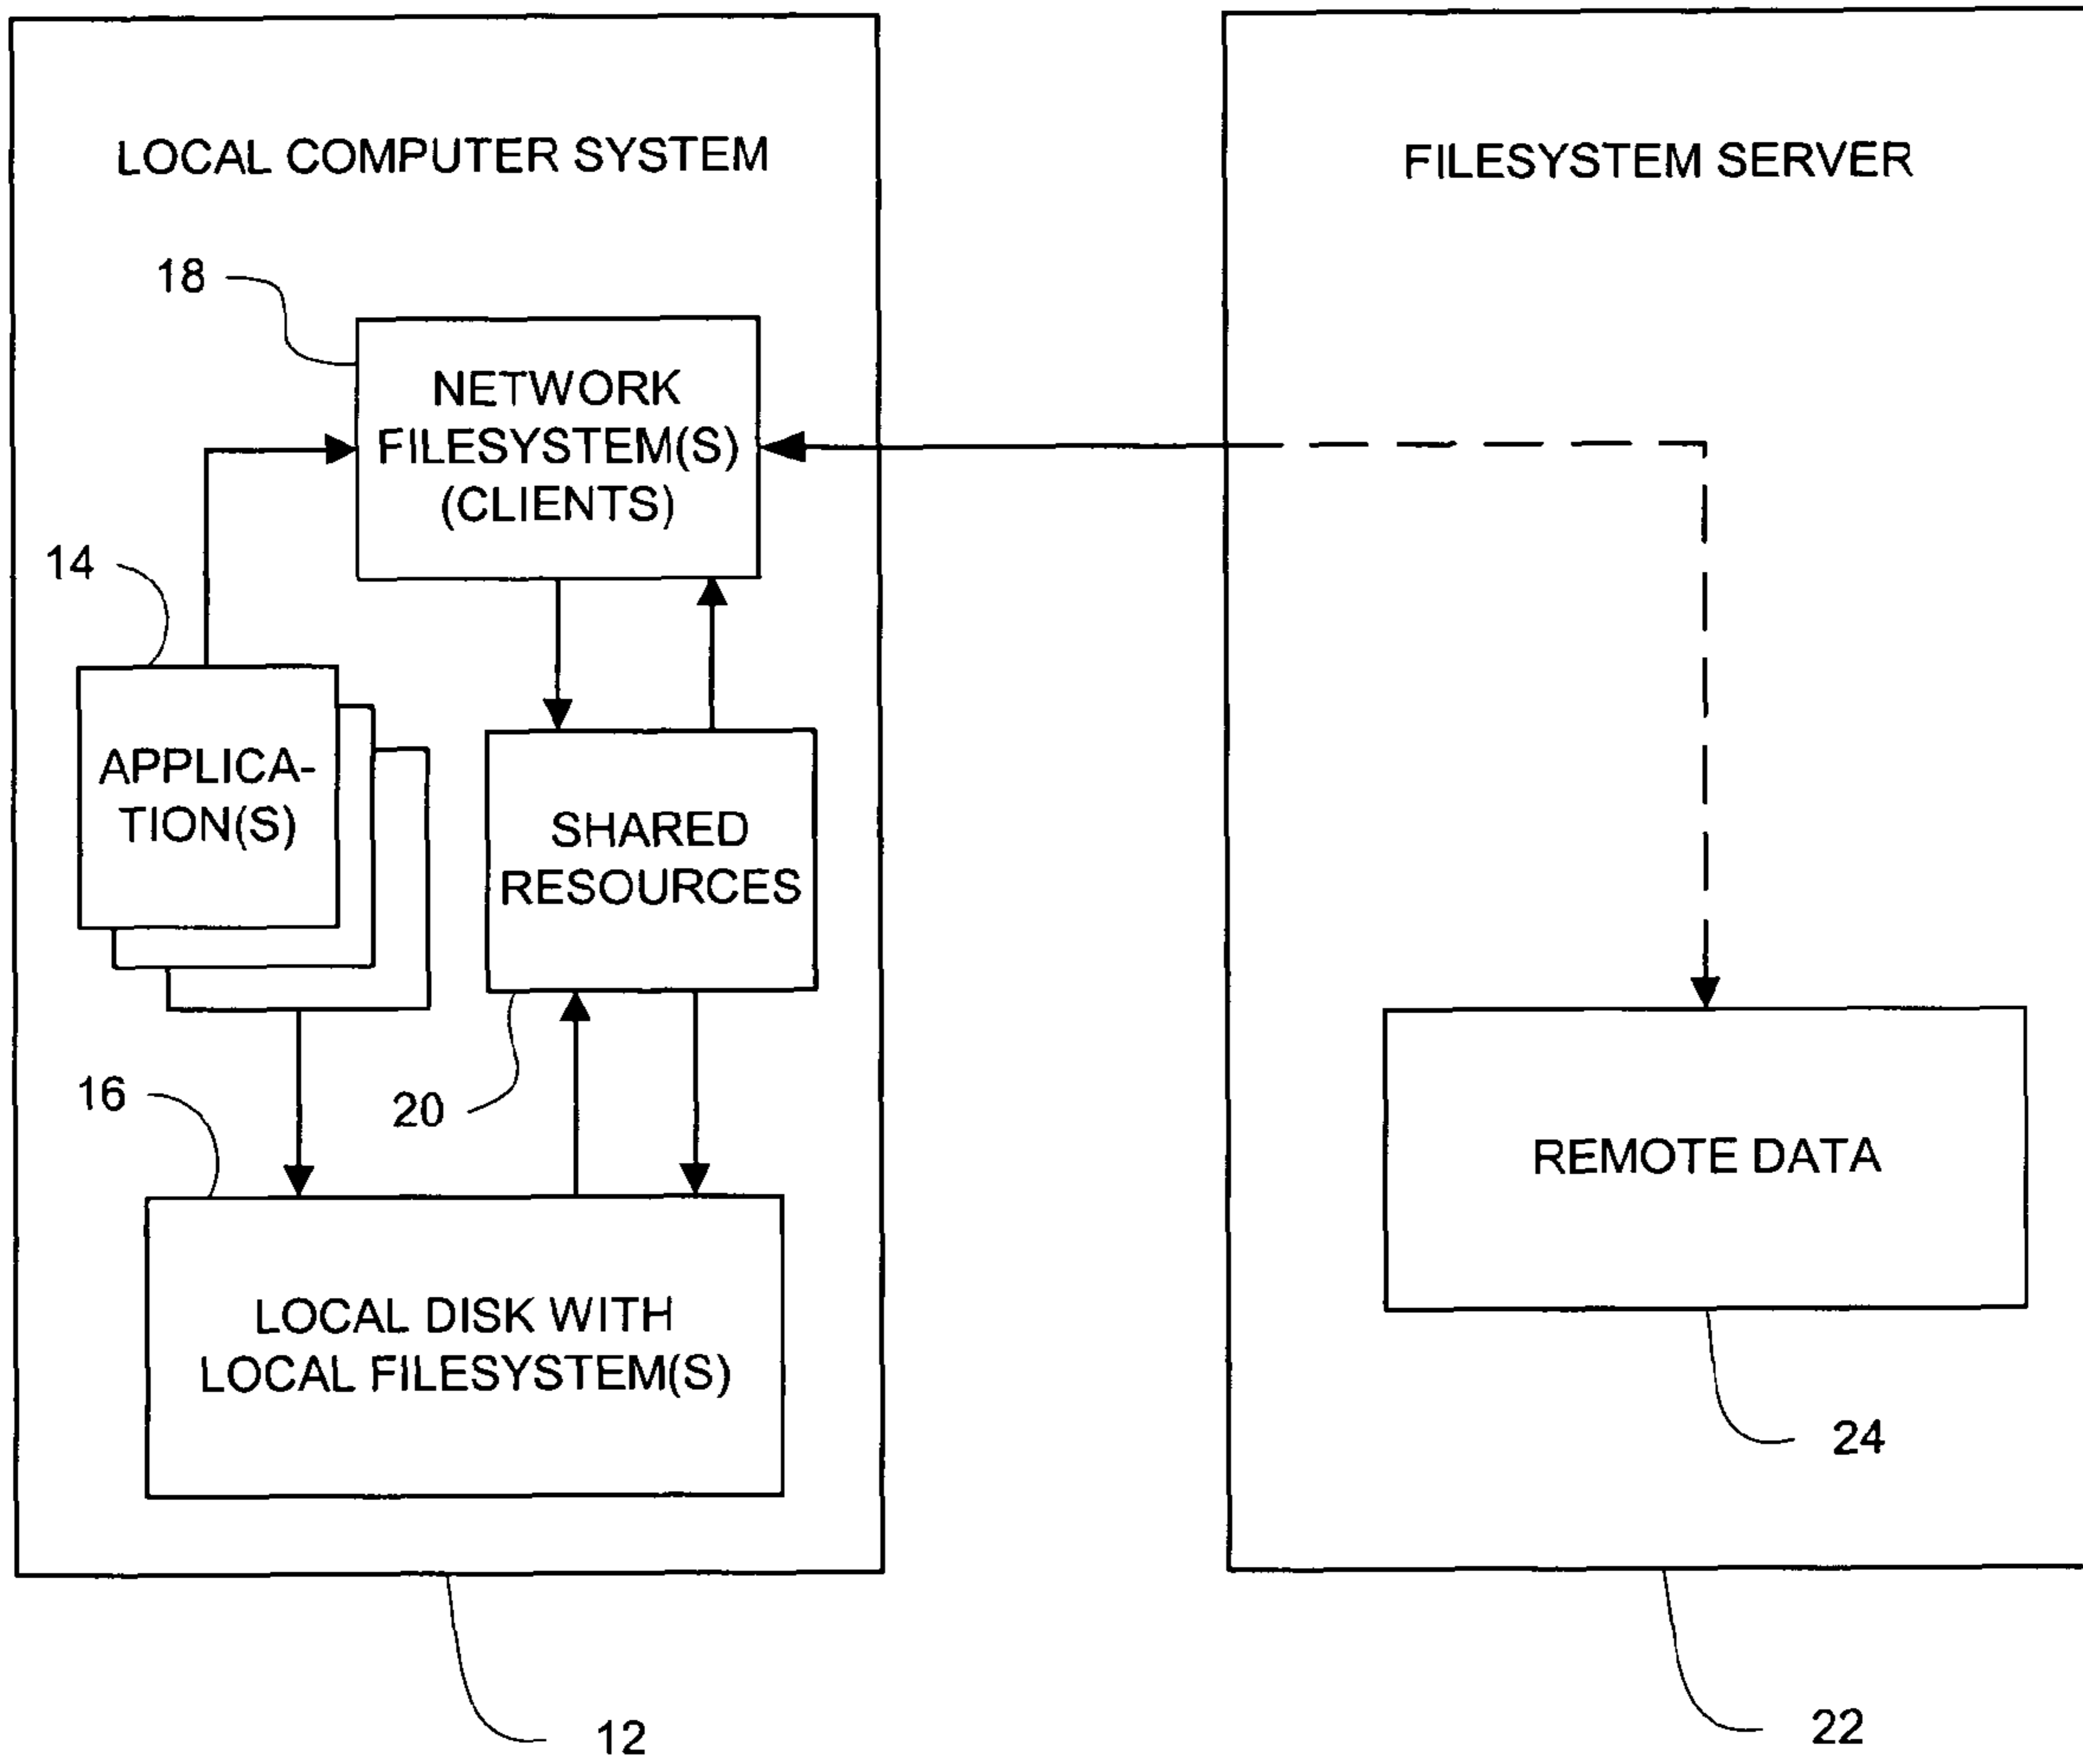 LOCAL COMPUTER SYSTEM
18
NETWORK
FILESYSTEM(S)
(CLIENTS)
14
APPLICA-
TION(S)
SHARED
RESOURCES
16
20
LOCAL DISK WITH
LOCAL FILESYSTEM(S)
12
FILESYSTEM SERVER
REMOTE DATA
24
22